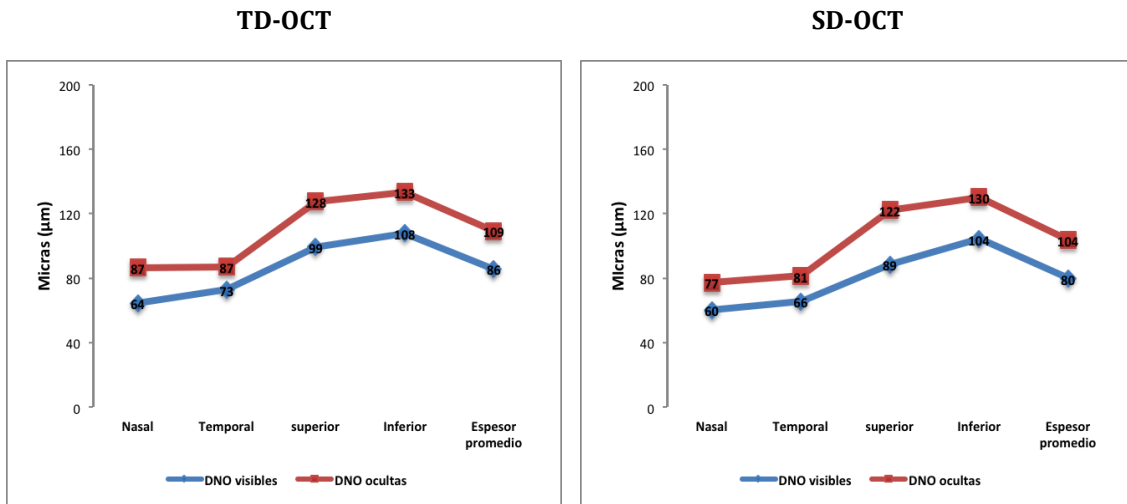 TD-OCT
200
160
120
80
40
0
Micras (µm)
87
87
128
133
109
64
73
99
108
86
Nasal
Temporal
superior
Inferior
Espesor
promedio
DNO visibles
DNO ocultas
SD-OCT
200
160
120
80
40
0
MIcras (µm)
77
81
122
130
104
60
66
89
104
80
Nasal
Temporal
superior
Inferior
Espesor
promedio
DNO visibles
DNO ocultas